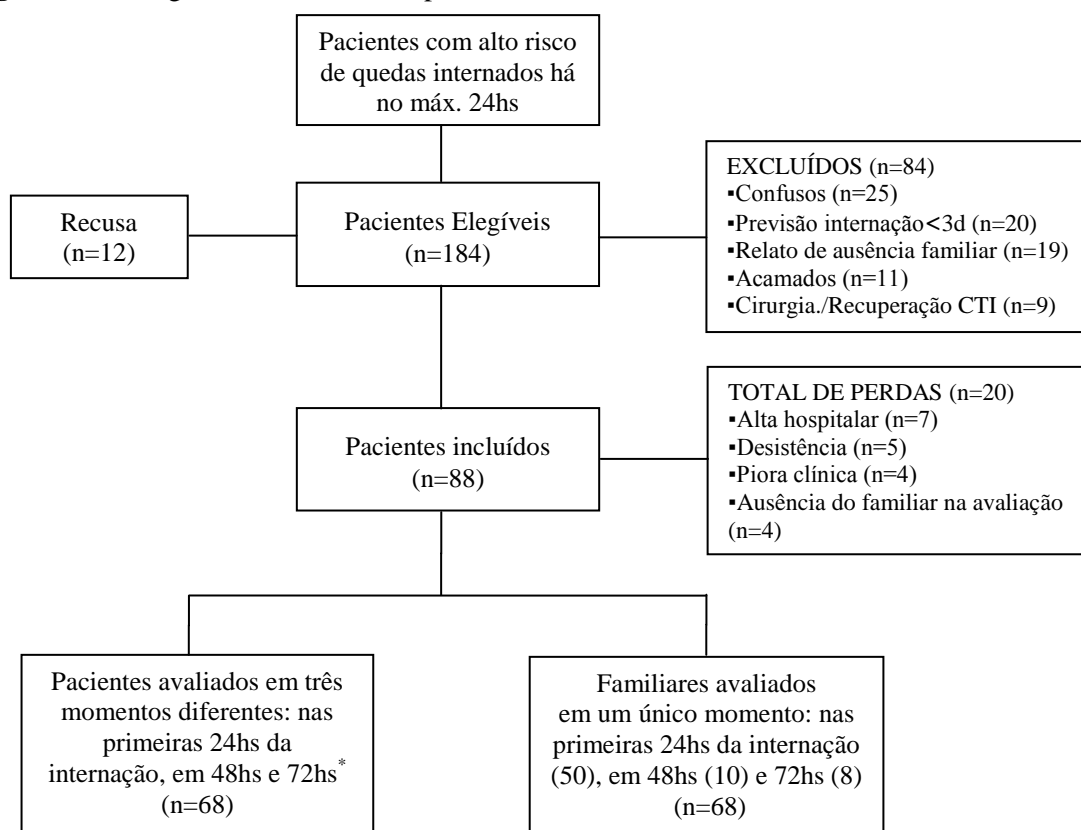 Pacientes com alto risco
de quedas internados há
no máx. 24hs
Recusa
(n=12)
Pacientes Elegíveis
(n=184)
EXCLUÍDOS (n=84)
▪Confusos (n=25)
▪Previsão internação<3d (n=20)
▪Relato de ausência familiar (n=19)
▪Acamados (n=11)
▪Cirurgia./Recuperação CTI (n=9)
Pacientes incluídos
(n=88)
TOTAL DE PERDAS (n=20)
▪Alta hospitalar (n=7)
▪Desistência (n=5)
▪Piora clínica (n=4)
▪Ausência do familiar na avaliação
(n=4)
Pacientes avaliados em três
momentos diferentes: nas
primeiras 24hs da
internação, em 48hs e 72hs*
(n=68)
Familiares avaliados
em um único momento: nas
primeiras 24hs da internação
(50), em 48hs (10) e 72hs (8)
(n=68)